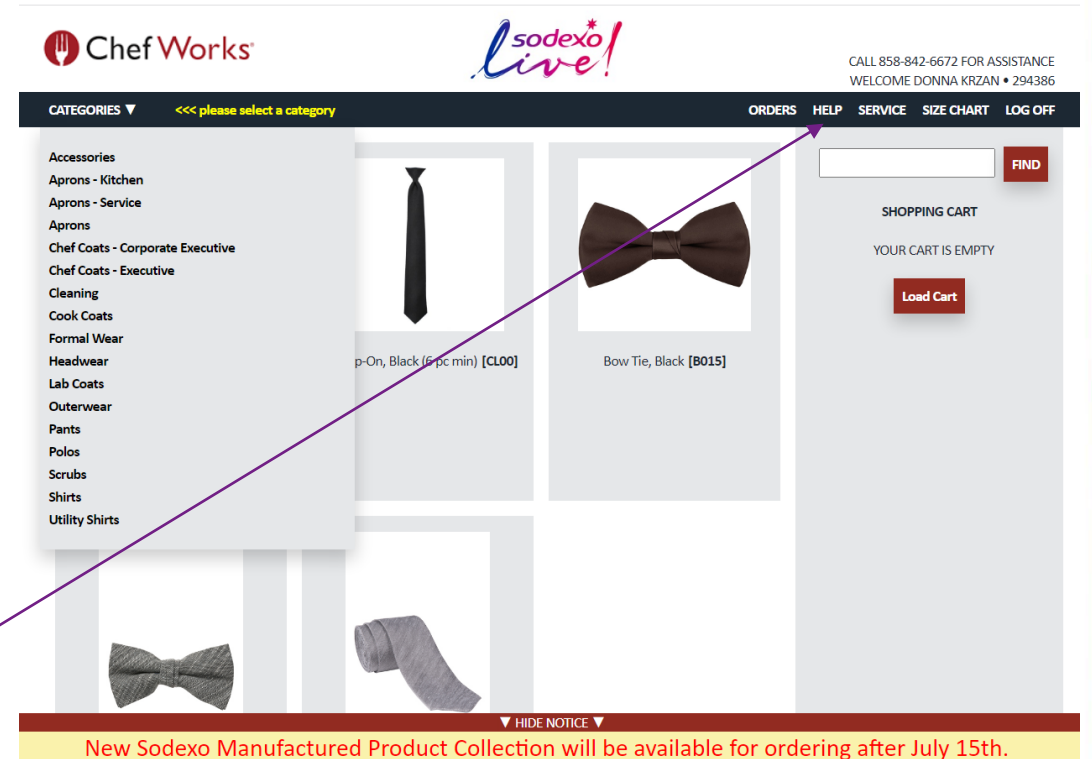 Chef Works
sodexo
live!
CALL 858-842-6672 FOR ASSISTANCE
WELCOME DONNA KRZAN • 294386
CATEGORIES ▼ <<< please select a category ORDERS HELP SERVICE SIZE CHART LOG OFF
Accessories
Aprons - Kitchen
Aprons - Service
Aprons
Chef Coats - Corporate Executive
Chef Coats - Executive
Cleaning
Cook Coats
Formal Wear
Headwear
Lab Coats
Outerwear
Pants
Polos
Scrubs
Shirts
Utility Shirts
p-On, Black (6 pc min) [CL00]
Bow Tie, Black [B015]
FIND
SHOPPING CART
YOUR CART IS EMPTY
Load Cart
▼ HIDE NOTICE ▼
New Sodexo Manufactured Product Collection will be available for ordering after July 15th.